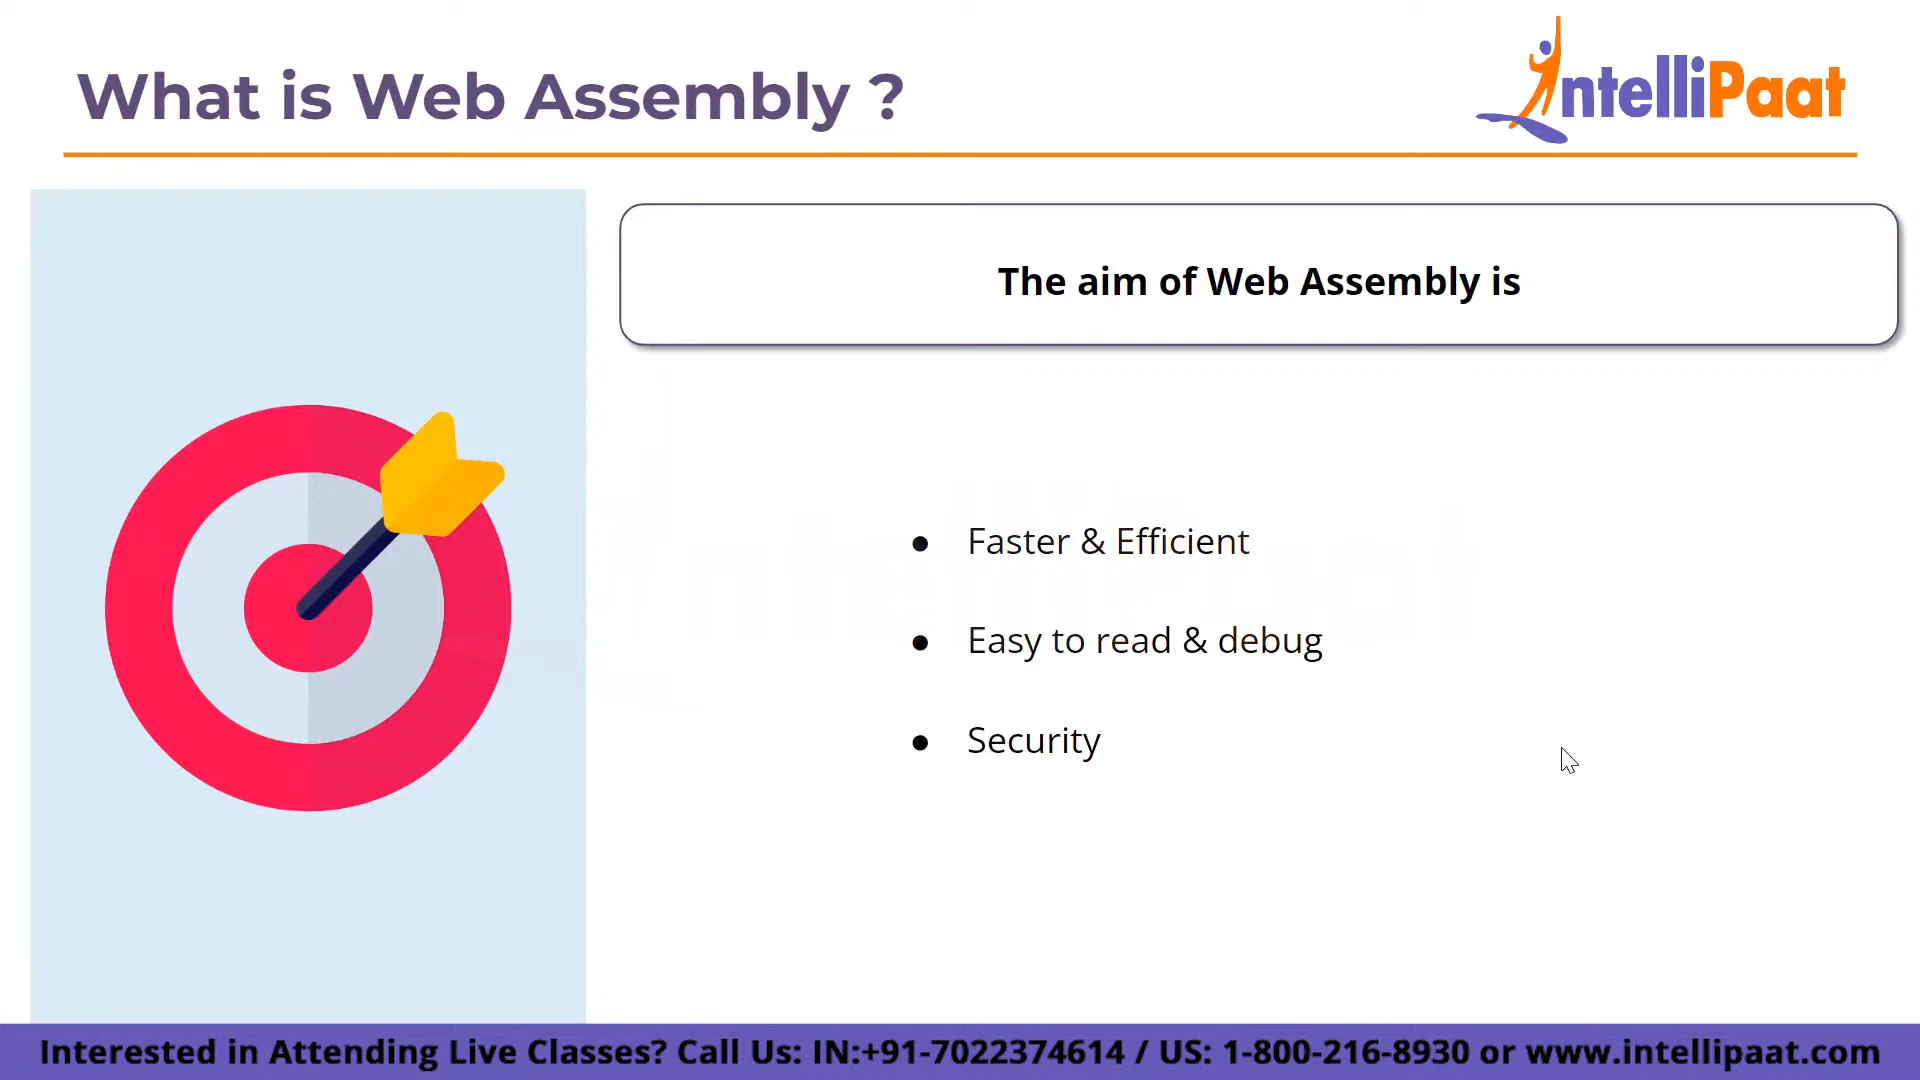 What is Web Assembly ?
IntelliPaat
The aim of Web Assembly is
● Faster & Efficient
● Easy to read & debug
● Security
Interested in Attending Live Classes? Call Us: IN:+91-7022374614 / US: 1-800-216-8930 or www.intellipaat.com